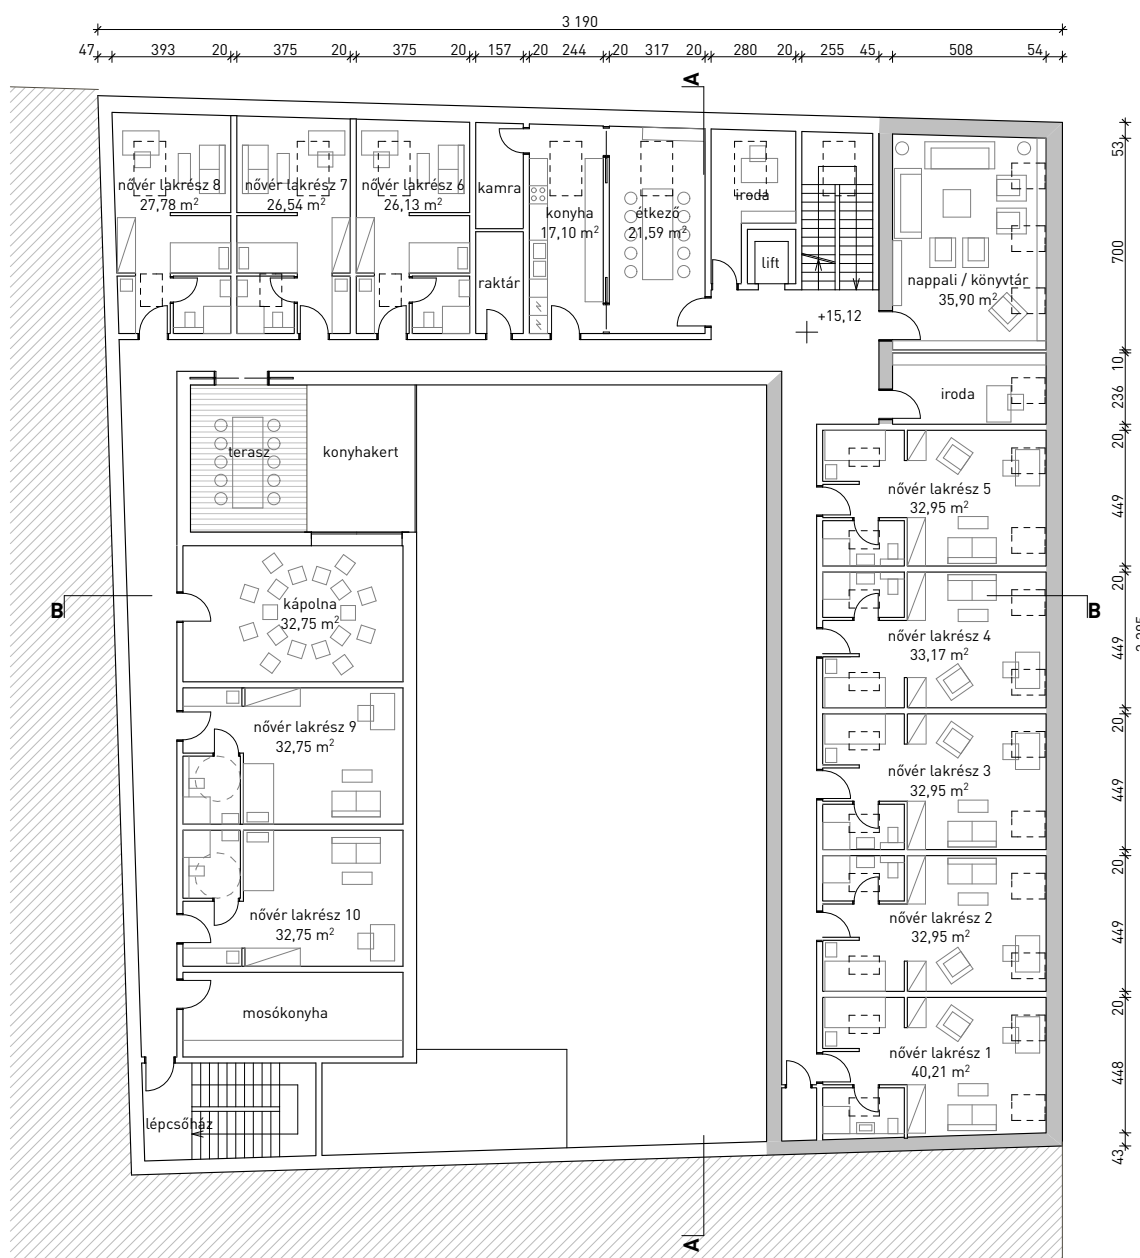 3 190
47 393 20 375 20 375 20 157 20 244 20 317 20 280 20 255 45 508 54
A
nővér lakrész 8
27,78 m²
nővér lakrész 7
26,54 m²
nővér lakrész 6
26,13 m²
kamra
raktár
konyha
17,10 m²
étkező
21,59 m²
iroda
lift
+15,12
nappali / könyvtár
35,90 m²
iroda
53
700
10
236
20
449
20
449
20
449
20
449
20
448
43
terasz
konyhakert
kápolna
32,75 m²
B
B
nővér lakrész 5
32,95 m²
nővér lakrész 4
33,17 m²
nővér lakrész 3
32,95 m²
nővér lakrész 2
32,95 m²
nővér lakrész 1
40,21 m²
nővér lakrész 9
32,75 m²
nővér lakrész 10
32,75 m²
mosókonyha
lépcsőház
A